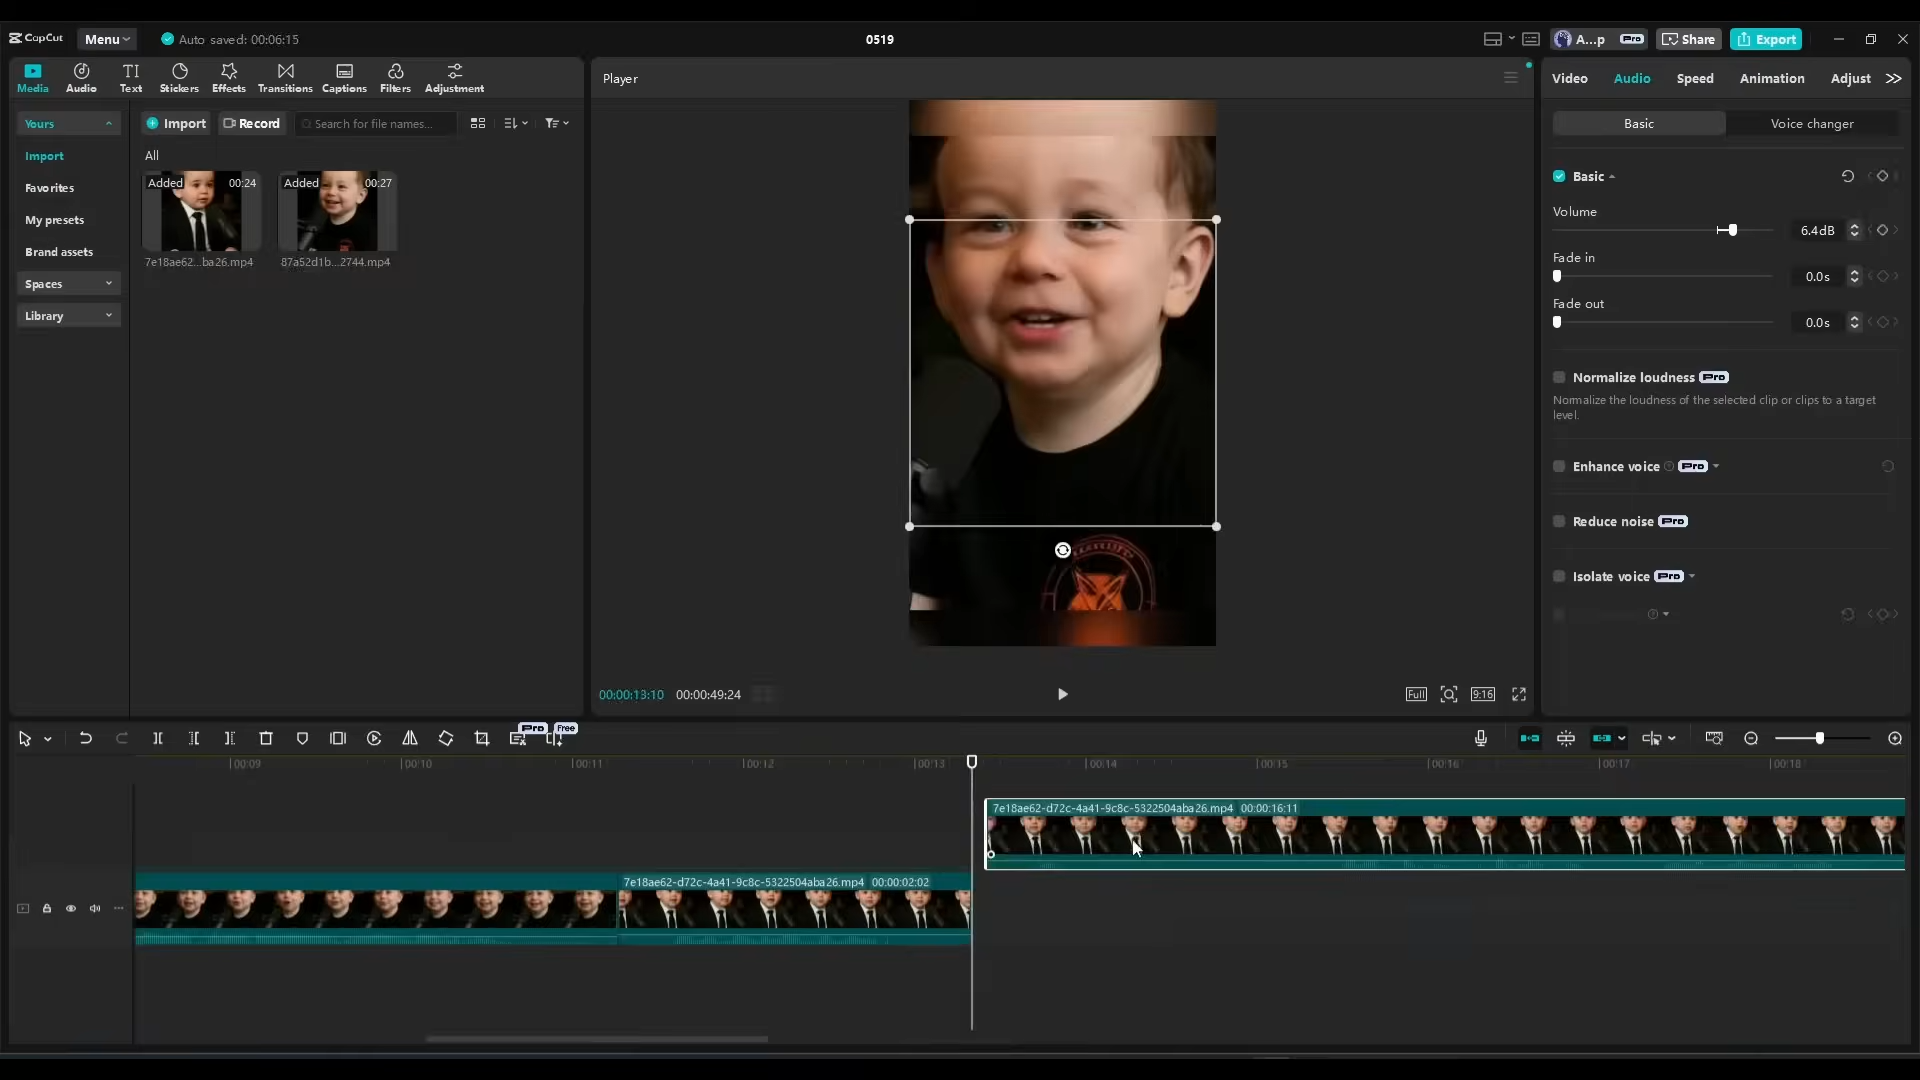 CapCut
Menu
Auto saved: 00:06:15
0519
A...p
Pro
Share
Export
Media
Audio
Text
Stickers
Effects
Transitions
Captions
Filters
Adjustment
Yours
Import
Favorites
My presets
Brand assets
Spaces
Library
Import
Record
Search for file names...
All
Added
00:24
7e18ae62...ba26.mp4
Added
00:27
87a52d1b...2744.mp4
Player
00:00:13:10
00:00:49:24
Full
9:16
Video
Audio
Speed
Animation
Adjust
Basic
Voice changer
Basic
Volume
6.4dB
Fade in
0.0s
Fade out
0.0s
Normalize loudness Pro
Normalize the loudness of the selected clip or clips to a target
level.
Enhance voice Pro
Reduce noise Pro
Isolate voice Pro
Pro
Free
00:09
00:10
00:11
00:12
00:13
00:14
00:15
00:16
00:17
00:18
7e18ae62-d72c-4a41-9c8c-5322504aba26.mp4 00:00:16:11
7e18ae62-d72c-4a41-9c8c-5322504aba26.mp4 00:00:02:02